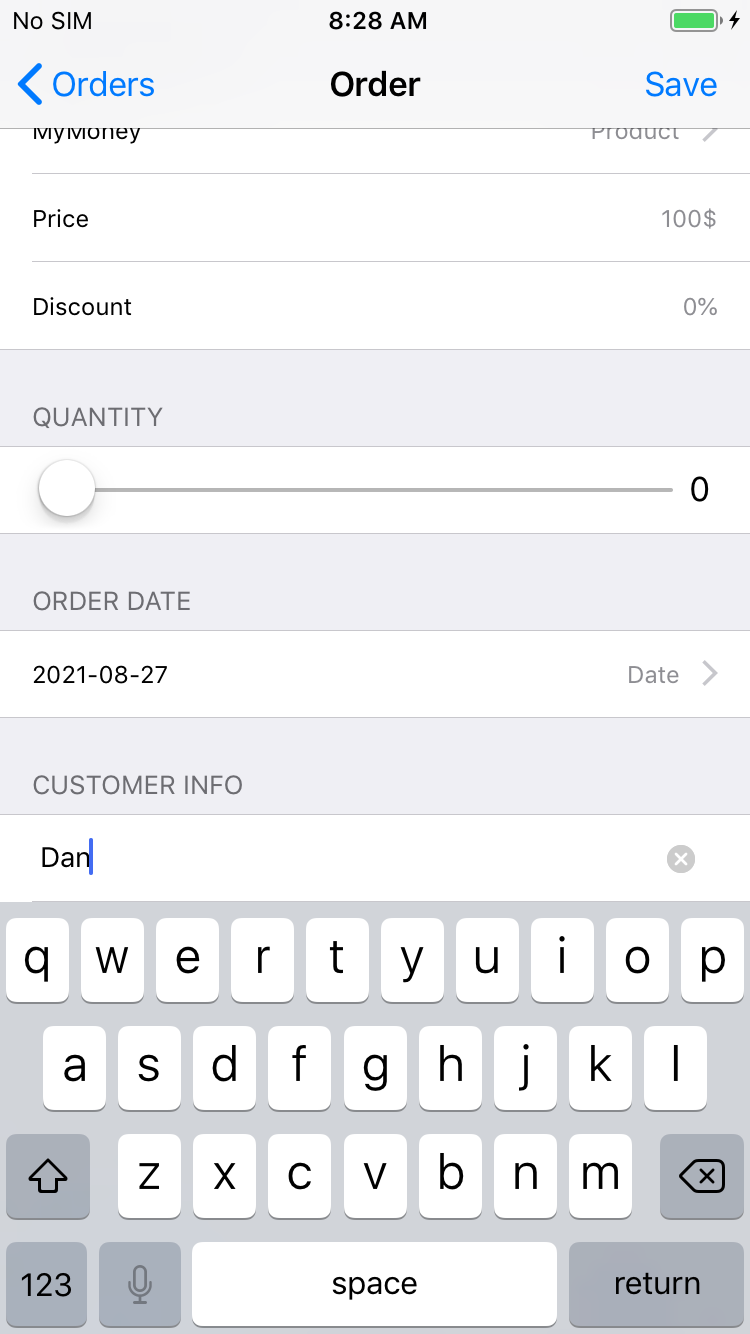 No SIM 8:28 AM
Orders Order Save
MyMoney Product
Price 100$
Discount 0%
QUANTITY
0
ORDER DATE
2021-08-27 Date
CUSTOMER INFO
Dan
q w e r t y u i o p
a s d f g h j k l
z x c v b n m
123 space return